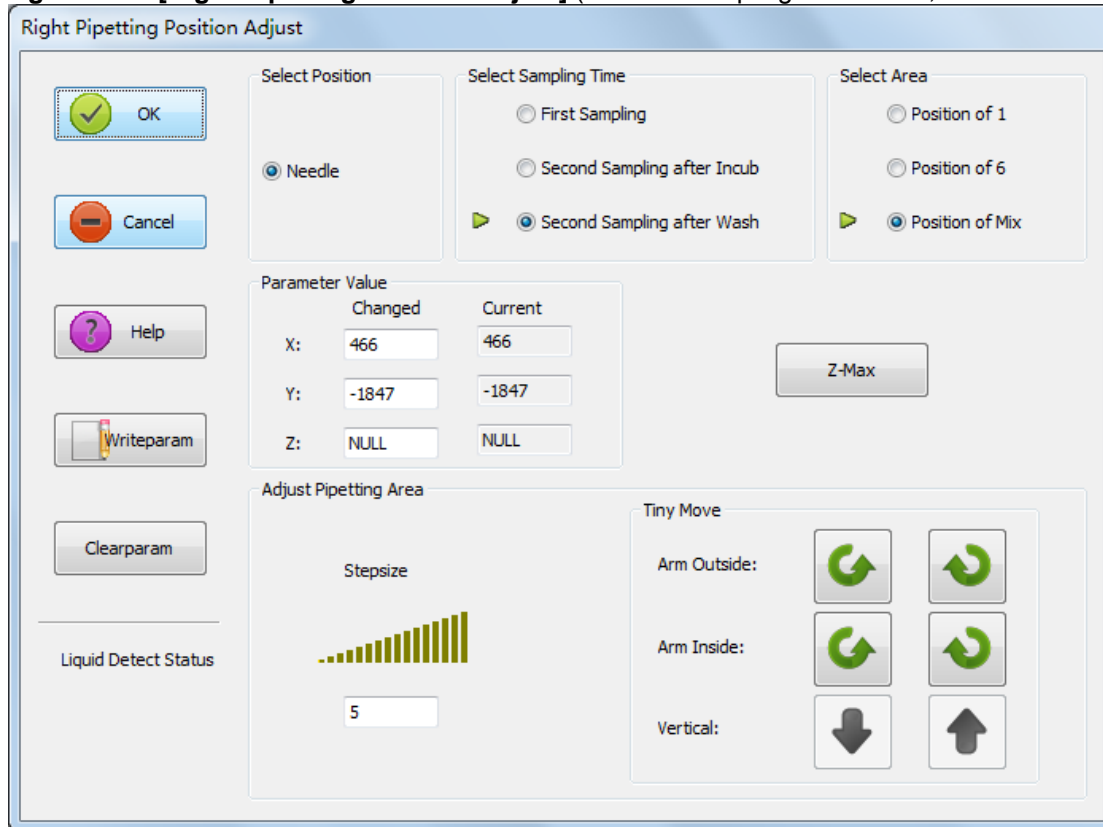 Right Pipetting Position Adjust
OK
Cancel
Help
Writeparam
Clearparam
Liquid Detect Status
Select Position
Needle
Select Sampling Time
First Sampling
Second Sampling after Incub
Second Sampling after Wash
Select Area
Position of 1
Position of 6
Position of Mix
Parameter Value
Changed Current
X: 466 466
Y: -1847 -1847
Z: NULL NULL
Z-Max
Adjust Pipetting Area
Stepsize
5
Tiny Move
Arm Outside:
Arm Inside:
Vertical: